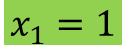 x₁ = 1